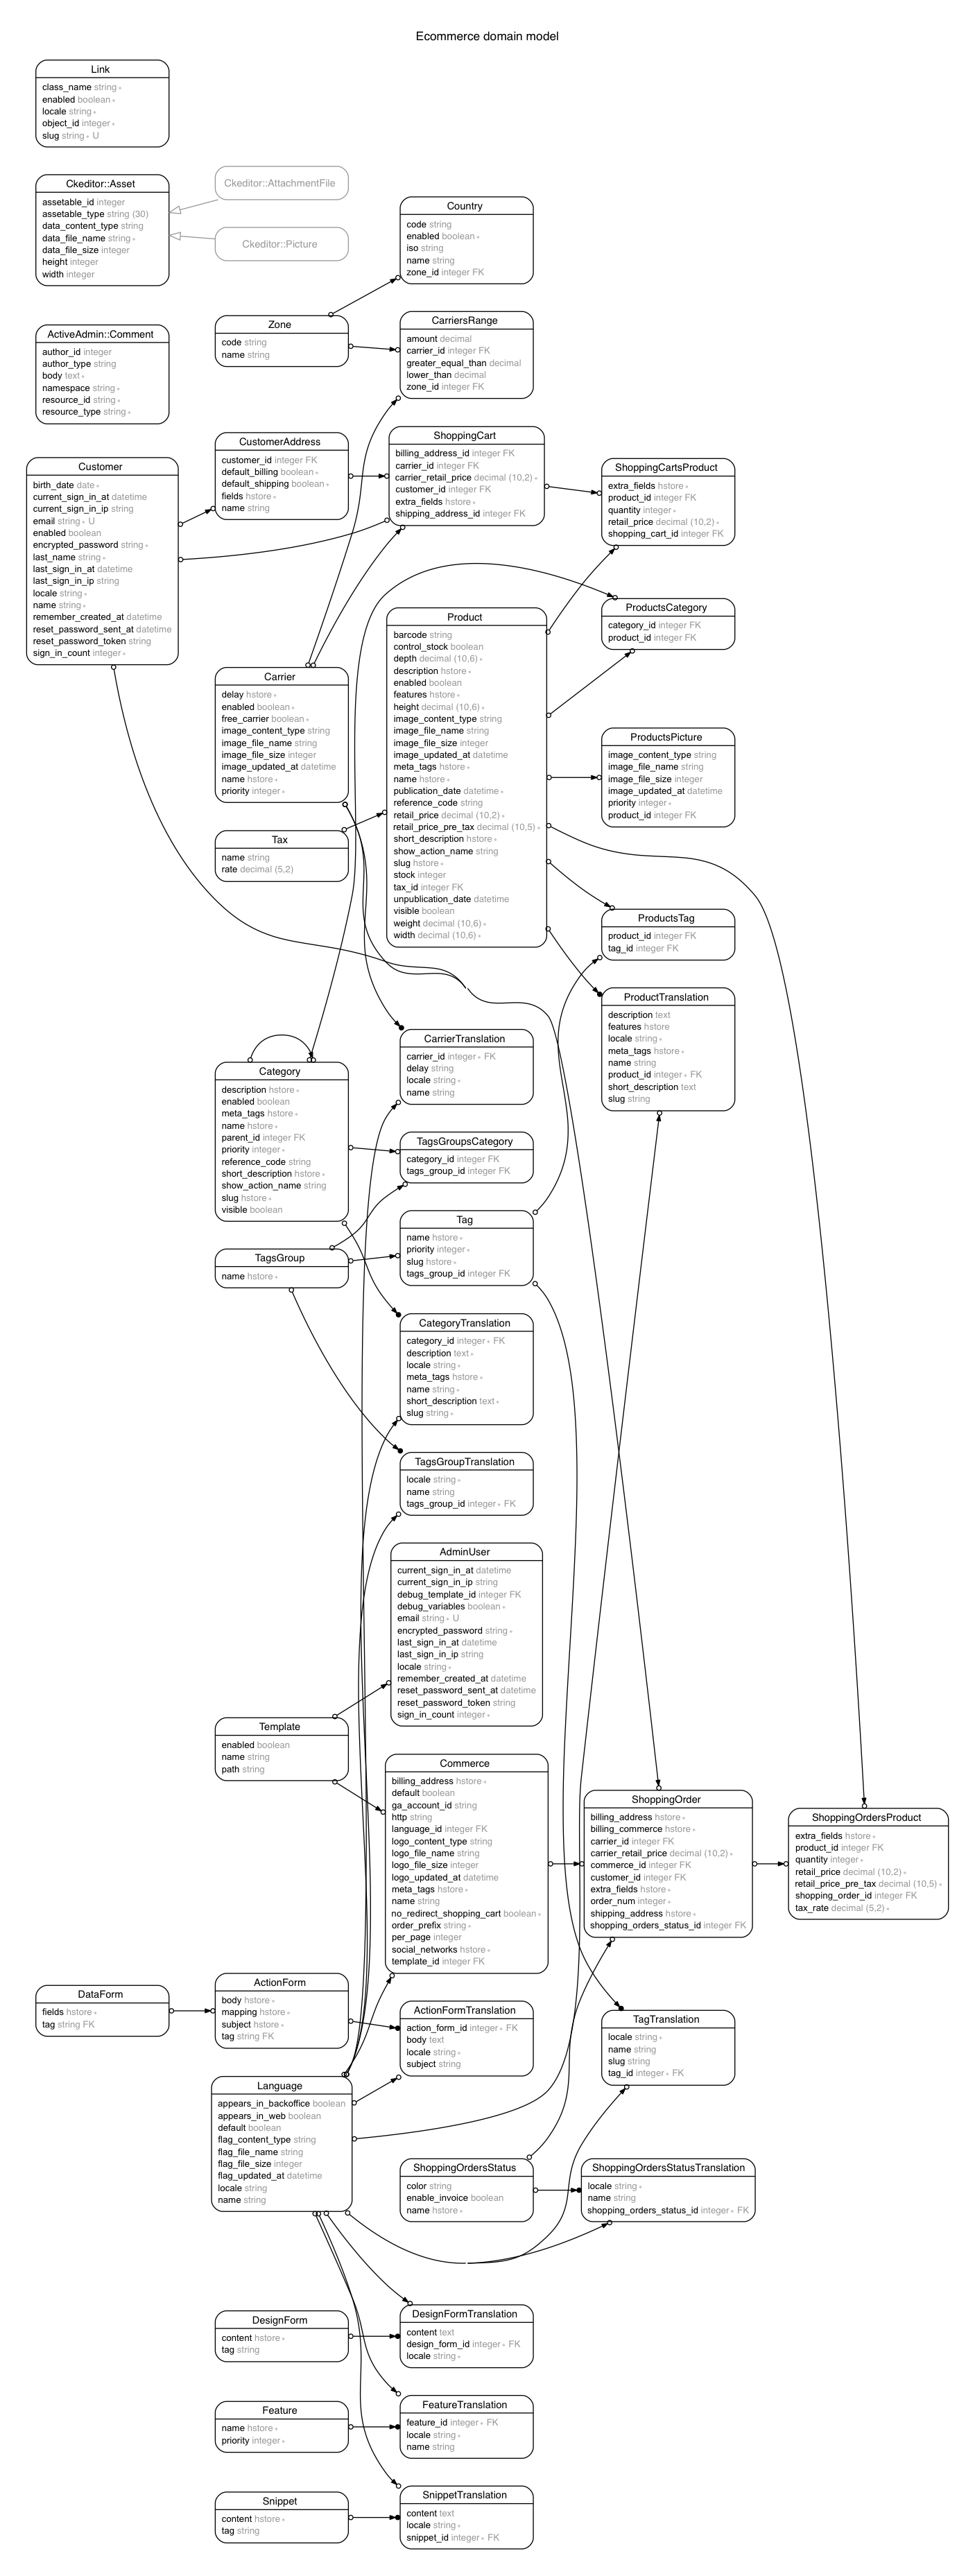 Ecommerce domain model
Link
class_name string ∗
enabled boolean ∗
locale string ∗
object_id integer ∗
slug string ∗ U
Ckeditor::Asset
assetable_id integer
assetable_type string (30)
data_content_type string
data_file_name string ∗
data_file_size integer
height integer
width integer
Ckeditor::AttachmentFile
Ckeditor::Picture
Country
code string
enabled boolean ∗
iso string
name string
zone_id integer FK
Zone
code string
name string
CarriersRange
amount decimal
carrier_id integer FK
greater_equal_than decimal
lower_than decimal
zone_id integer FK
ActiveAdmin::Comment
author_id integer
author_type string
body text ∗
namespace string ∗
resource_id string ∗
resource_type string ∗
Customer
birth_date date ∗
current_sign_in_at datetime
current_sign_in_ip string
email string ∗ U
enabled boolean
encrypted_password string ∗
last_name string ∗
last_sign_in_at datetime
last_sign_in_ip string
locale string ∗
name string ∗
remember_created_at datetime
reset_password_sent_at datetime
reset_password_token string
sign_in_count integer ∗
CustomerAddress
customer_id integer FK
default_billing boolean ∗
default_shipping boolean ∗
fields hstore ∗
name string
ShoppingCart
billing_address_id integer FK
carrier_id integer FK
carrier_retail_price decimal (10,2) ∗
customer_id integer FK
extra_fields hstore ∗
shipping_address_id integer FK
ShoppingCartsProduct
extra_fields hstore ∗
product_id integer FK
quantity integer ∗
retail_price decimal (10,2) ∗
shopping_cart_id integer FK
ProductsCategory
category_id integer FK
product_id integer FK
Product
barcode string
control_stock boolean
depth decimal (10,6) ∗
description hstore ∗
enabled boolean
features hstore ∗
height decimal (10,6) ∗
image_content_type string
image_file_name string
image_file_size integer
image_updated_at datetime
meta_tags hstore ∗
name hstore ∗
publication_date datetime ∗
reference_code string
retail_price decimal (10,2) ∗
retail_price_pre_tax decimal (10,5) ∗
short_description hstore ∗
show_action_name string
slug hstore ∗
stock integer
tax_id integer FK
unpublication_date datetime
visible boolean
weight decimal (10,6) ∗
width decimal (10,6) ∗
Carrier
delay hstore ∗
enabled boolean ∗
free_carrier boolean ∗
image_content_type string
image_file_name string
image_file_size integer
image_updated_at datetime
name hstore ∗
priority integer ∗
Tax
name string
rate decimal (5,2)
ProductsPicture
image_content_type string
image_file_name string
image_file_size integer
image_updated_at datetime
priority integer ∗
product_id integer FK
ProductsTag
product_id integer FK
tag_id integer FK
ProductTranslation
description text
features hstore
locale string ∗
meta_tags hstore ∗
name string
product_id integer ∗ FK
short_description text
slug string
CarrierTranslation
carrier_id integer ∗ FK
delay string
locale string ∗
name string
Category
description hstore ∗
enabled boolean
meta_tags hstore ∗
name hstore ∗
parent_id integer FK
priority integer ∗
reference_code string
short_description hstore ∗
show_action_name string
slug hstore ∗
visible boolean
TagsGroupsCategory
category_id integer FK
tags_group_id integer FK
Tag
name hstore ∗
priority integer ∗
slug hstore ∗
tags_group_id integer FK
TagsGroup
name hstore ∗
CategoryTranslation
category_id integer ∗ FK
description text ∗
locale string ∗
meta_tags hstore ∗
name string ∗
short_description text ∗
slug string ∗
TagsGroupTranslation
locale string ∗
name string
tags_group_id integer ∗ FK
AdminUser
current_sign_in_at datetime
current_sign_in_ip string
debug_template_id integer FK
debug_variables boolean ∗
email string ∗ U
encrypted_password string ∗
last_sign_in_at datetime
last_sign_in_ip string
locale string ∗
remember_created_at datetime
reset_password_sent_at datetime
reset_password_token string
sign_in_count integer ∗
Template
enabled boolean
name string
path string
Commerce
billing_address hstore ∗
default boolean
ga_account_id string
http string
language_id integer FK
logo_content_type string
logo_file_name string
logo_file_size integer
logo_updated_at datetime
meta_tags hstore ∗
name string
no_redirect_shopping_cart boolean ∗
order_prefix string ∗
per_page integer
social_networks hstore ∗
template_id integer FK
ShoppingOrder
billing_address hstore ∗
billing_commerce hstore ∗
carrier_id integer FK
carrier_retail_price decimal (10,2) ∗
commerce_id integer FK
customer_id integer FK
extra_fields hstore ∗
order_num integer ∗
shipping_address hstore ∗
shopping_orders_status_id integer FK
ShoppingOrdersProduct
extra_fields hstore ∗
product_id integer FK
quantity integer ∗
retail_price decimal (10,2) ∗
retail_price_pre_tax decimal (10,5) ∗
shopping_order_id integer FK
tax_rate decimal (5,2) ∗
DataForm
fields hstore ∗
tag string FK
ActionForm
body hstore ∗
mapping hstore ∗
subject hstore ∗
tag string FK
ActionFormTranslation
action_form_id integer ∗ FK
body text
locale string ∗
subject string
TagTranslation
locale string ∗
name string
slug string
tag_id integer ∗ FK
Language
appears_in_backoffice boolean
appears_in_web boolean
default boolean
flag_content_type string
flag_file_name string
flag_file_size integer
flag_updated_at datetime
locale string
name string
ShoppingOrdersStatus
color string
enable_invoice boolean
name hstore ∗
ShoppingOrdersStatusTranslation
locale string ∗
name string
shopping_orders_status_id integer ∗ FK
DesignForm
content hstore ∗
tag string
DesignFormTranslation
content text
design_form_id integer ∗ FK
locale string ∗
Feature
name hstore ∗
priority integer ∗
FeatureTranslation
feature_id integer ∗ FK
locale string ∗
name string
Snippet
content hstore ∗
tag string
SnippetTranslation
content text
locale string ∗
snippet_id integer ∗ FK